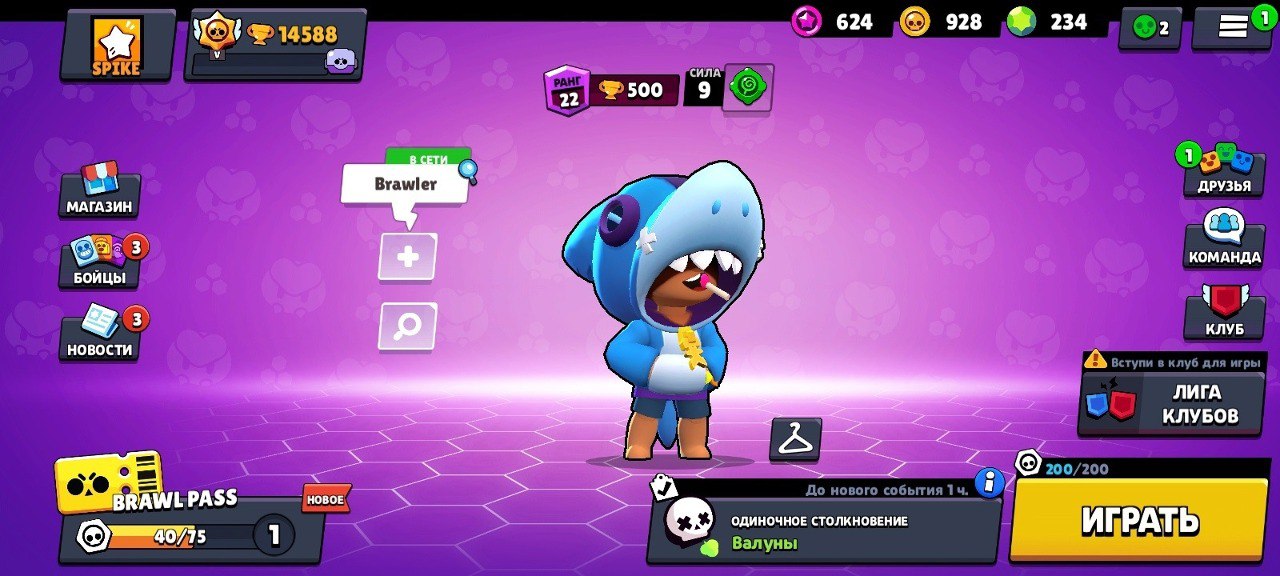 SPIKE
V
14588
624
928
234
2
1
РАНГ
22
500
СИЛА
9
МАГАЗИН
БОЙЦЫ
3
НОВОСТИ
3
В СЕТИ
Brawler
1
ДРУЗЬЯ
КОМАНДА
КЛУБ
Вступи в клуб для игры
ЛИГА
КЛУБОВ
BRAWL PASS
НОВОЕ
40/75
1
До нового события 1 ч.
ОДИНОЧНОЕ СТОЛКНОВЕНИЕ
Валуны
200/200
ИГРАТЬ